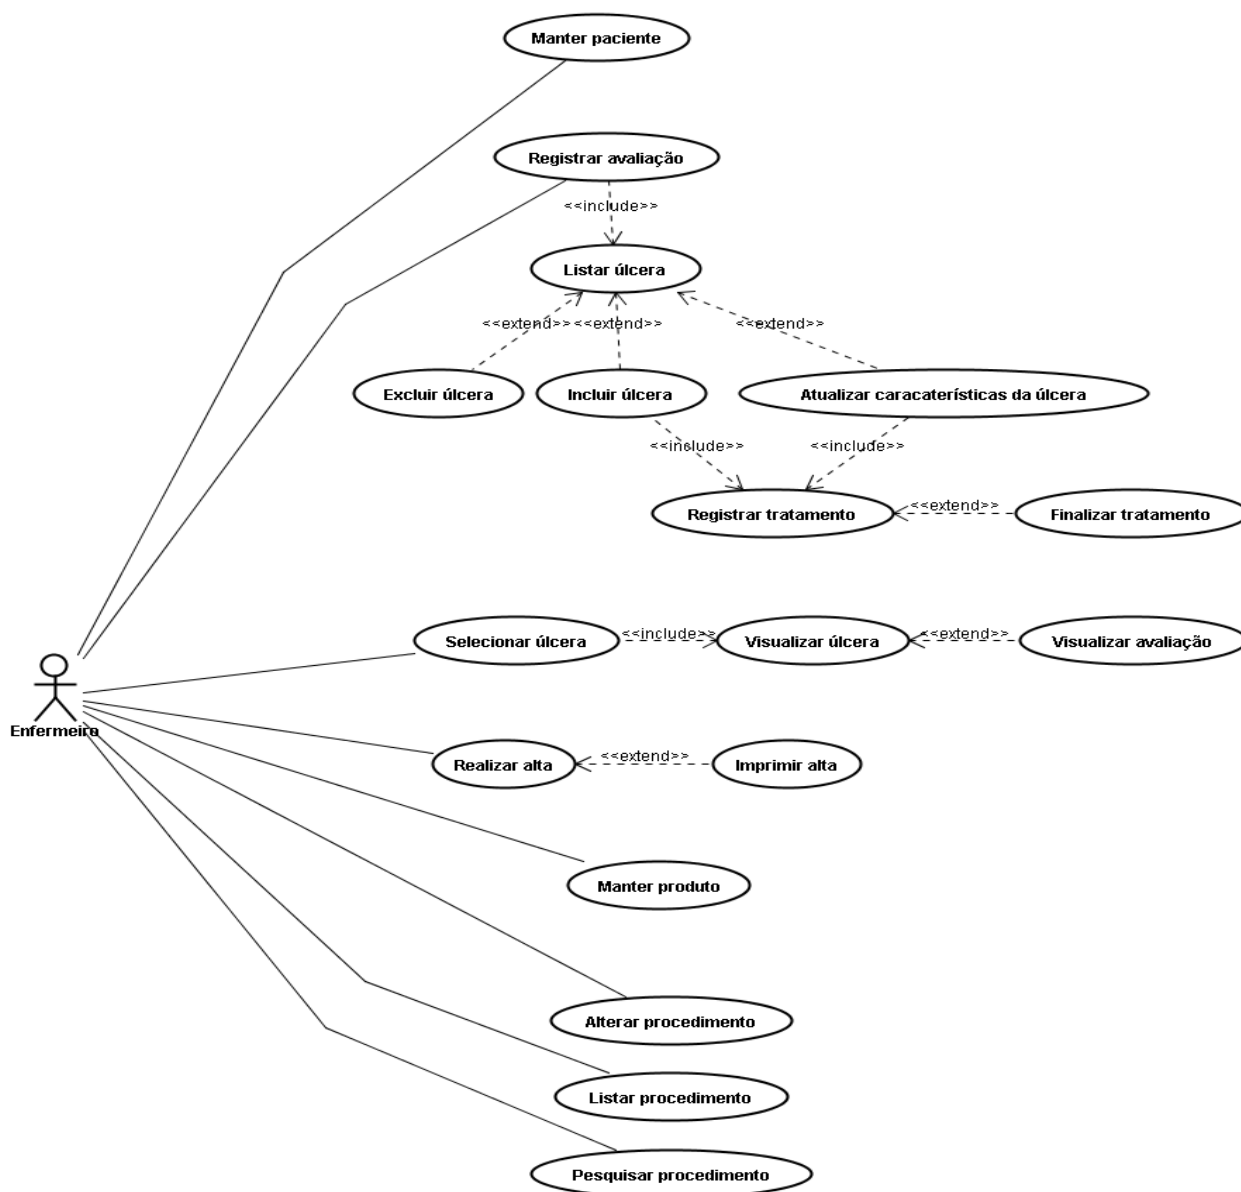 Manter paciente
Registrar avaliação
<<include>>
Listar úlcera
<<extend>>
<<extend>>
<<extend>>
Excluir úlcera
Incluir úlcera
Atualizar caracaterísticas da úlcera
<<include>>
<<include>>
Registrar tratamento
<<extend>>
Finalizar tratamento
Selecionar úlcera
<<include>>
Visualizar úlcera
<<extend>>
Visualizar avaliação
Enfermeiro
Realizar alta
<<extend>>
Imprimir alta
Manter produto
Alterar procedimento
Listar procedimento
Pesquisar procedimento